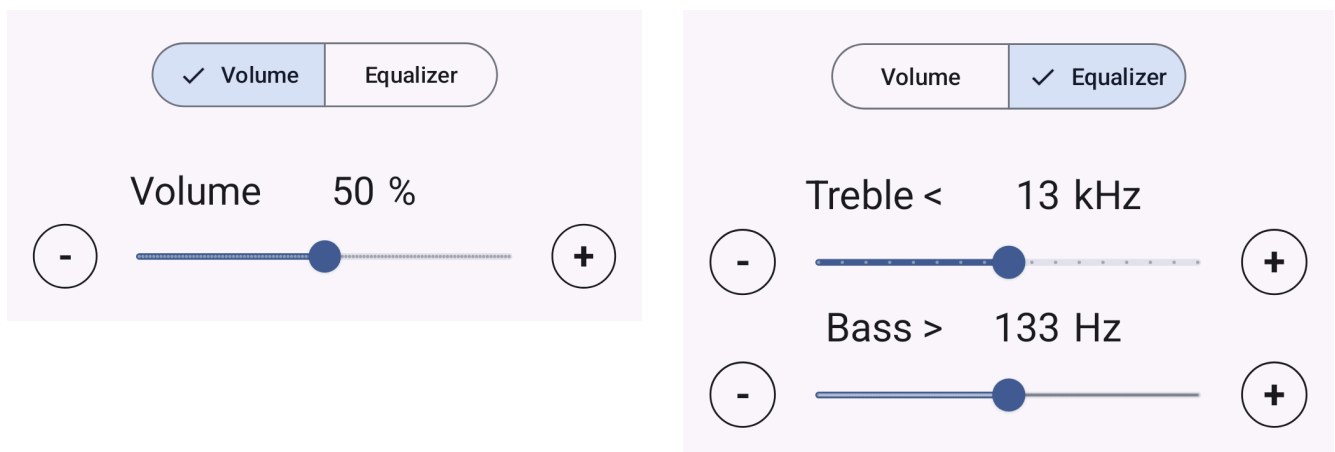 Volume Equalizer
Volume 50 %
- +
Volume Equalizer
Treble < 13 kHz
- +
Bass > 133 Hz
- +